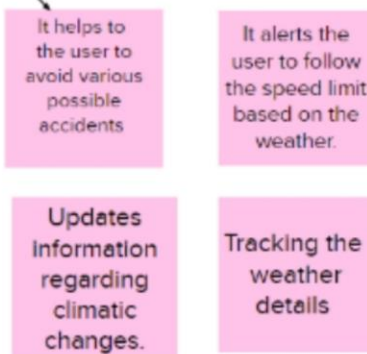 It helps to
the user to
avoid various
possible
accidents
It alerts the
user to follow
the speed limit
based on the
weather.
Updates
information
regarding
climatic
changes.
Tracking the
weather
details